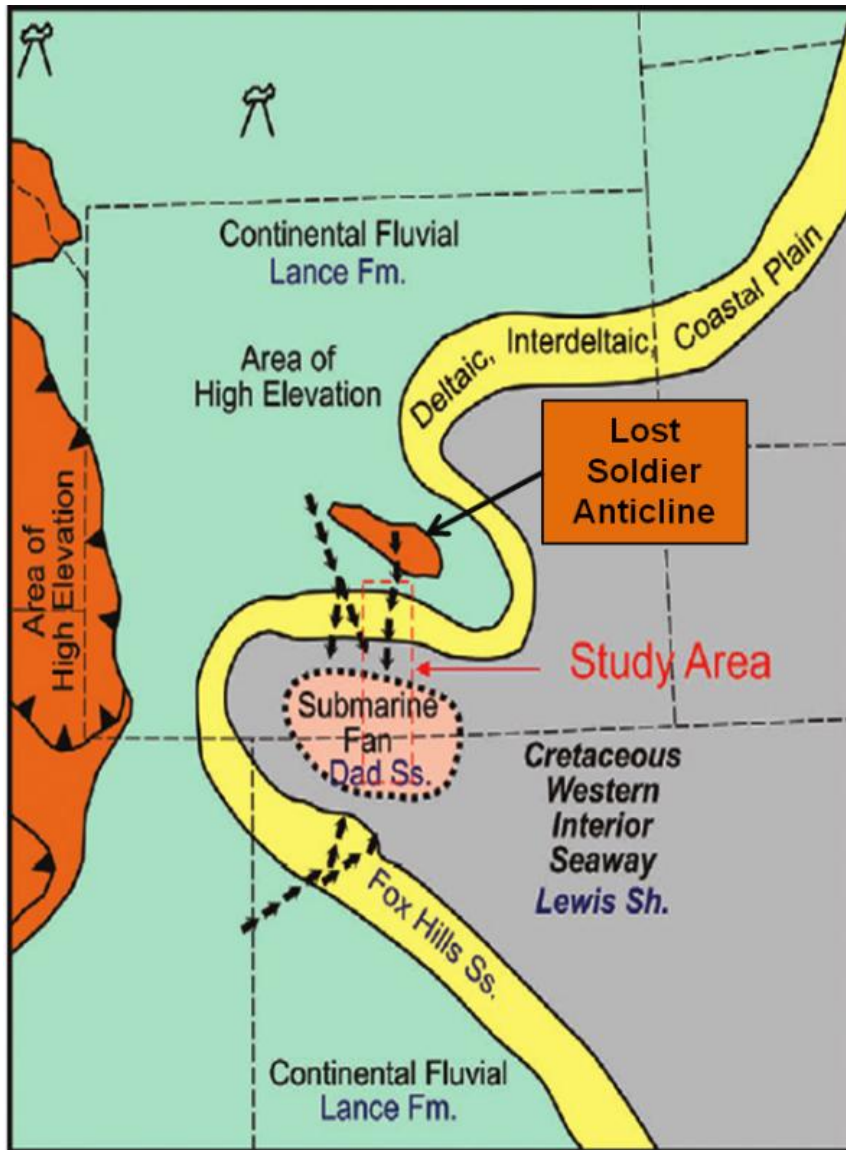 Continental Fluvial
Lance Fm.
Area of
High Elevation
Deltaic, Interdeltaic, Coastal Plain
Lost
Soldier
Anticline
Area of
High Elevation
Study Area
Submarine
Fan
Dad Ss.
Cretaceous
Western
Interior
Seaway
Lewis Sh.
Fox Hills Ss.
Continental Fluvial
Lance Fm.